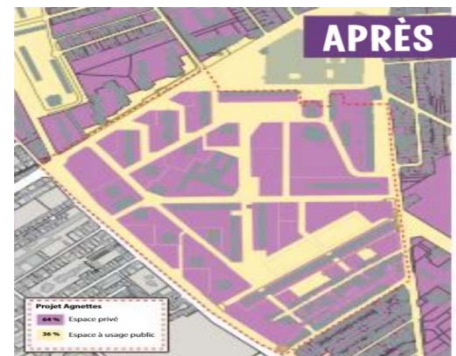 APRÈS
Projet Agnettes
64 % Espace privé
36 % Espace à usage public